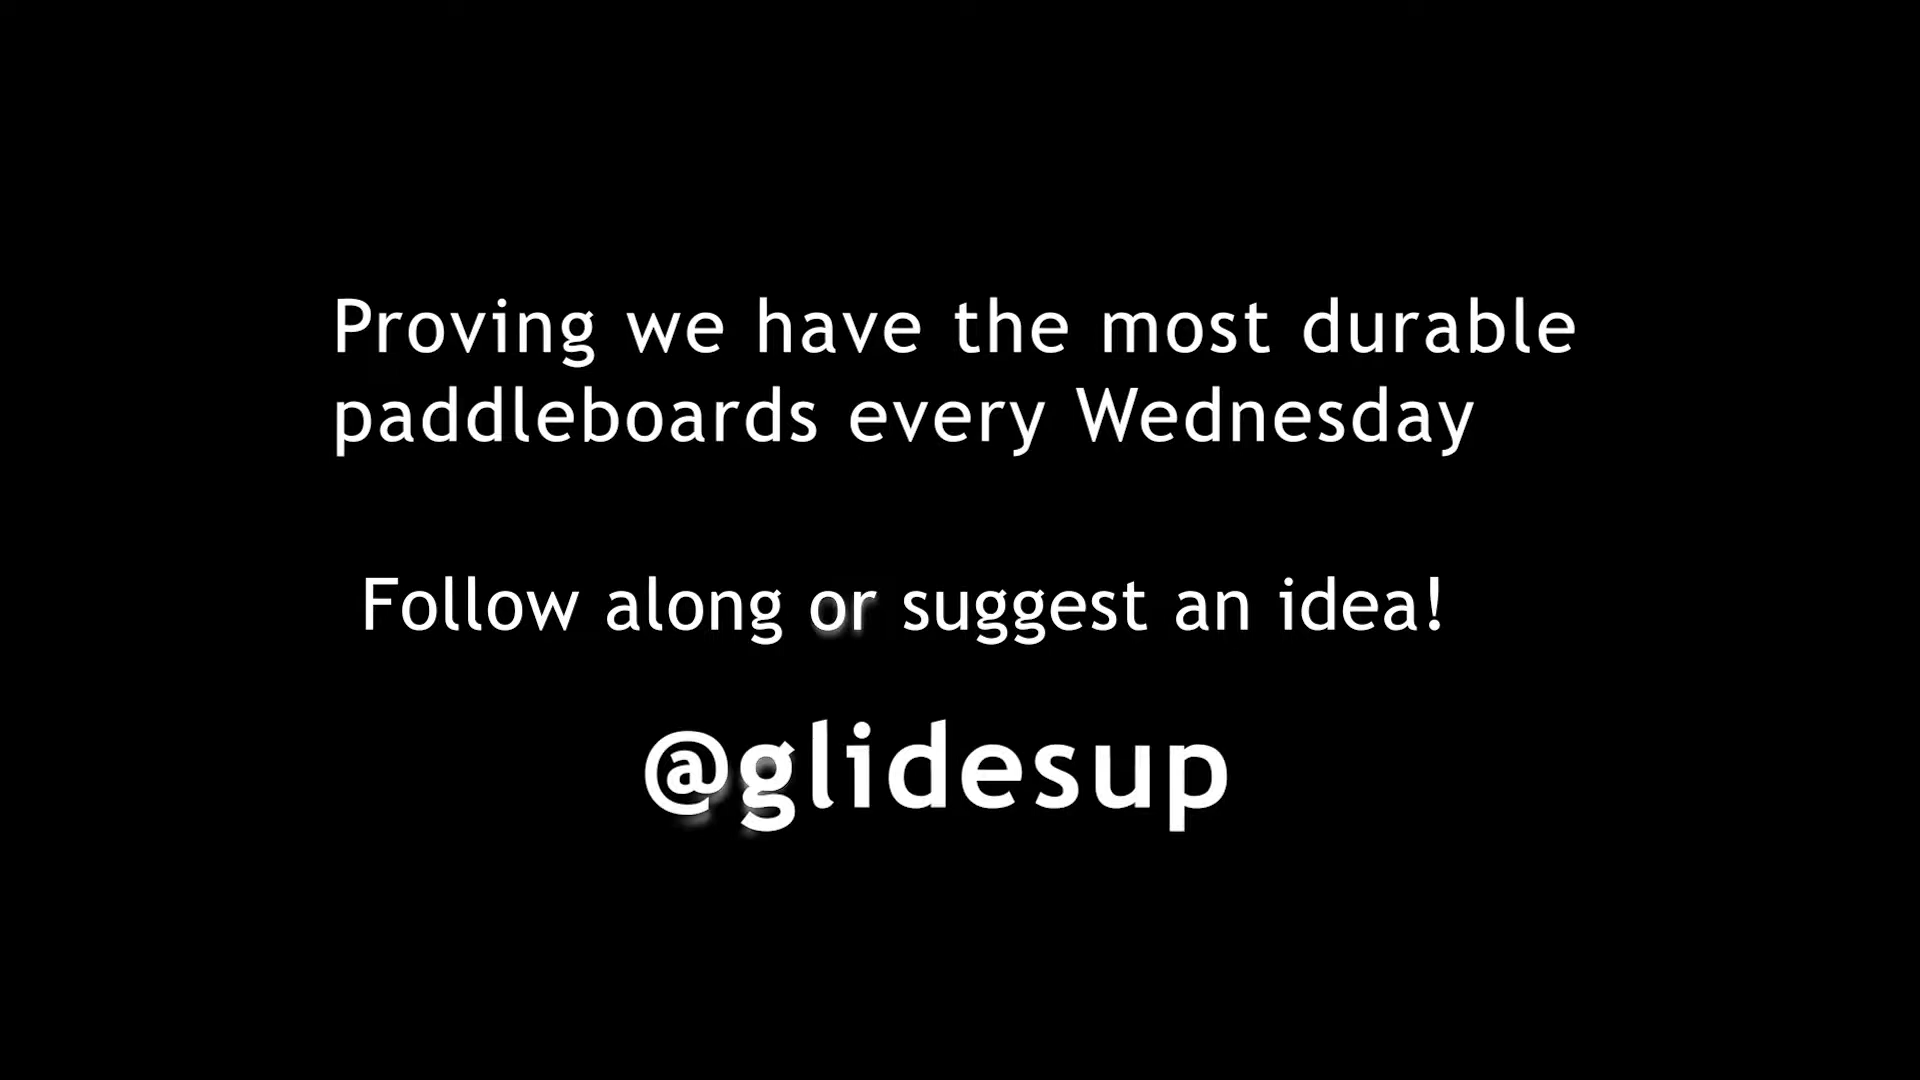 Proving we have the most durable
paddleboards every Wednesday
Follow along or suggest an idea!
@glidesup